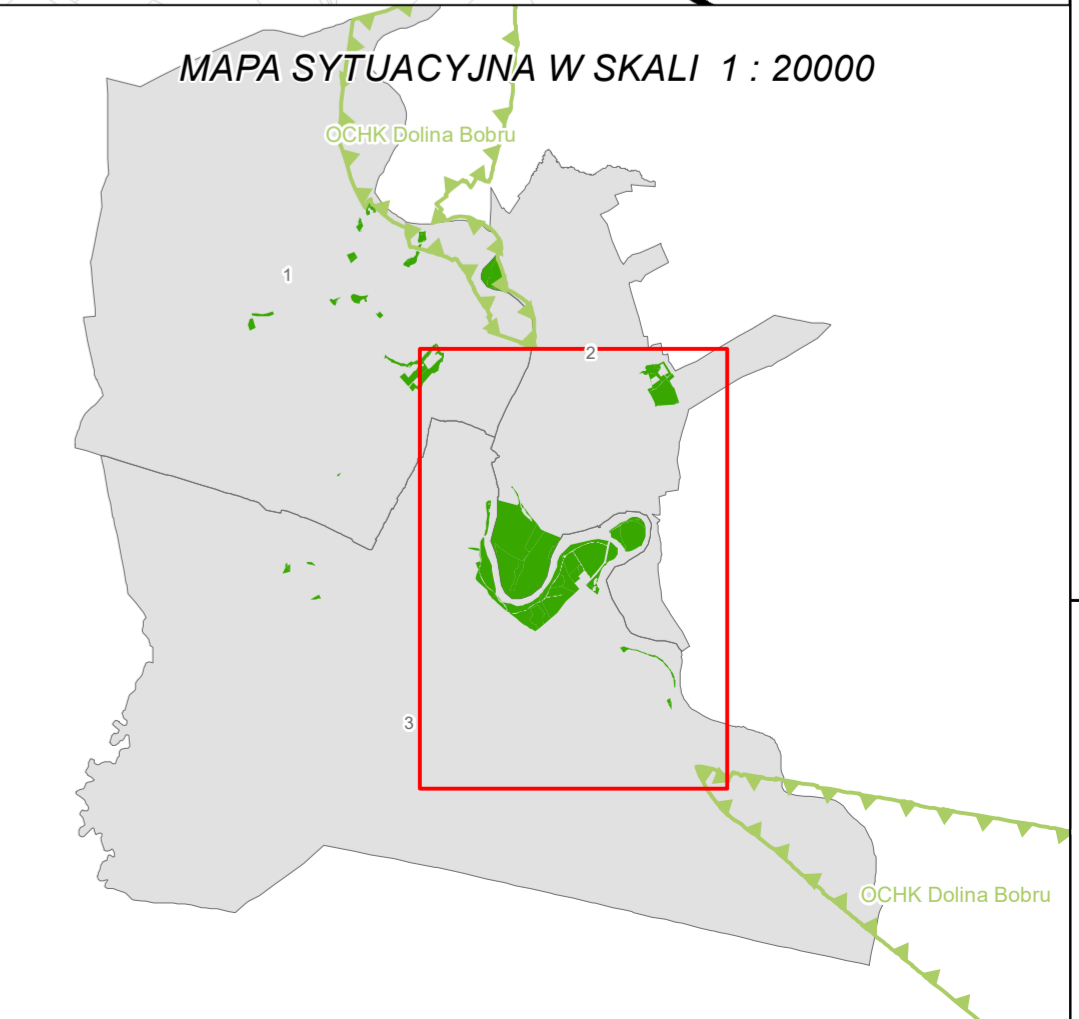 MAPA SYTUACYJNA W SKALI 1 : 20000
OCHK Dolina Bobru
1
2
3
OCHK Dolina Bobru